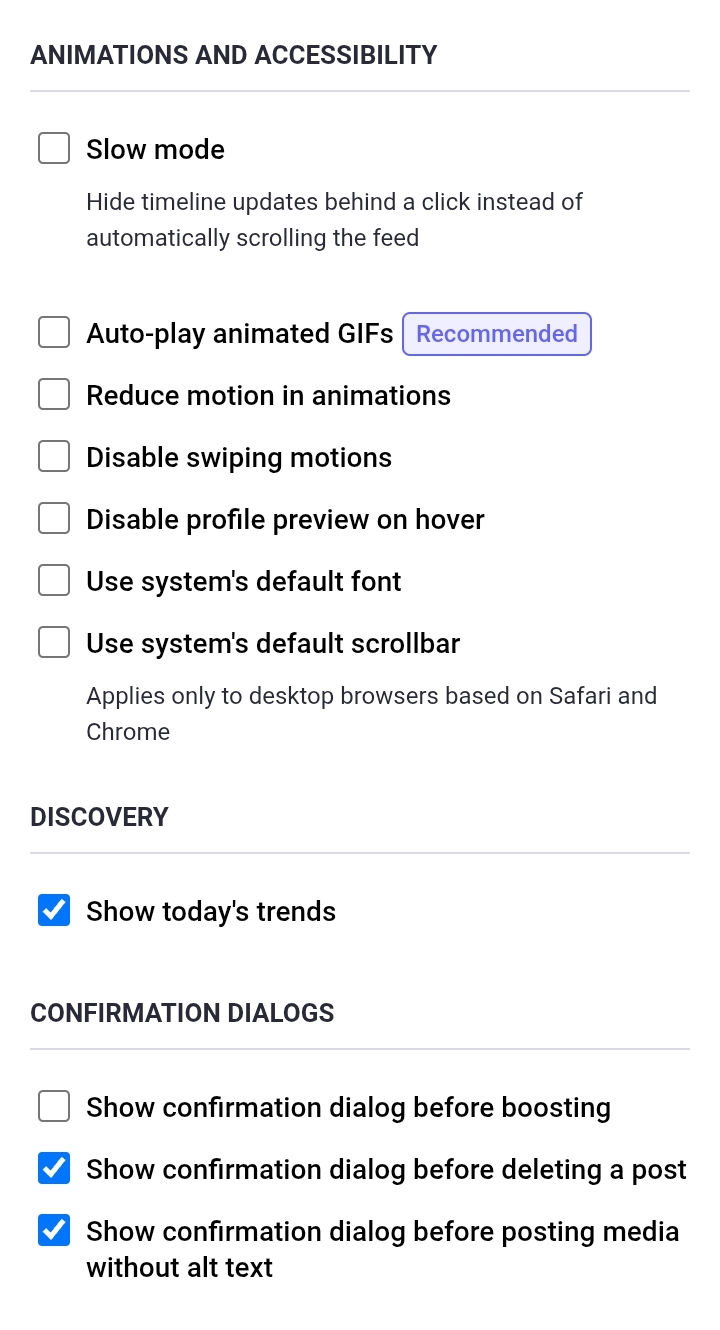 ANIMATIONS AND ACCESSIBILITY
Slow mode
Hide timeline updates behind a click instead of
automatically scrolling the feed
Auto-play animated GIFs Recommended
Reduce motion in animations
Disable swiping motions
Disable profile preview on hover
Use system's default font
Use system's default scrollbar
Applies only to desktop browsers based on Safari and
Chrome
DISCOVERY
Show today's trends
CONFIRMATION DIALOGS
Show confirmation dialog before boosting
Show confirmation dialog before deleting a post
Show confirmation dialog before posting media
without alt text